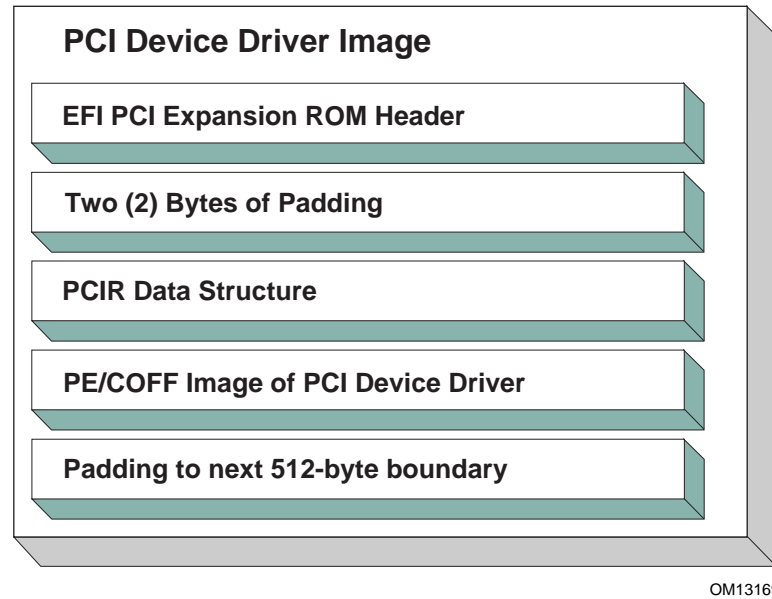 PCI Device Driver Image
EFI PCI Expansion ROM Header
Two (2) Bytes of Padding
PCIR Data Structure
PE/COFF Image of PCI Device Driver
Padding to next 512-byte boundary
OM13169